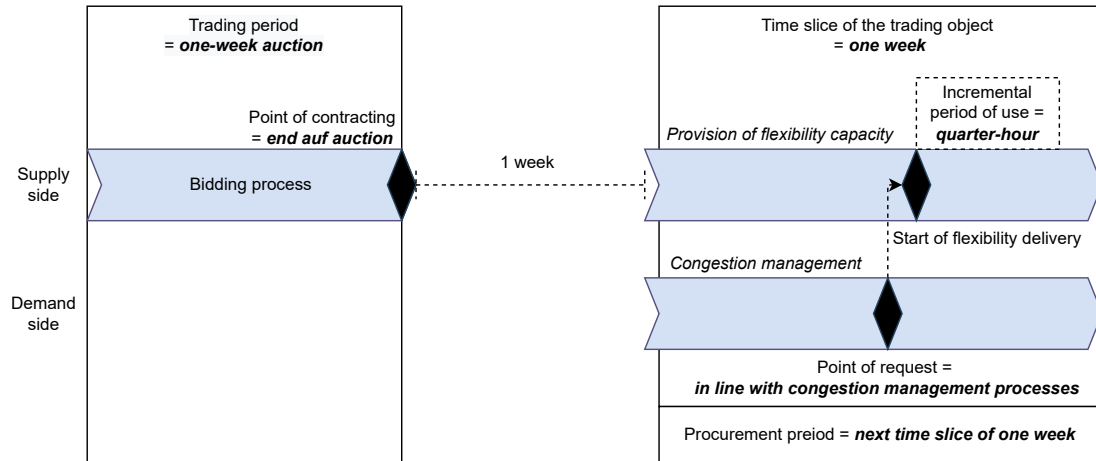 Trading period
= one-week auction
Time slice of the trading object
= one week
Point of contracting
= end auf auction
Incremental
period of use =
quarter-hour
Provision of flexibility capacity
Supply
side
Bidding process
1 week
Start of flexibility delivery
Congestion management
Demand
side
Point of request =
in line with congestion management processes
Procurement preiod = next time slice of one week